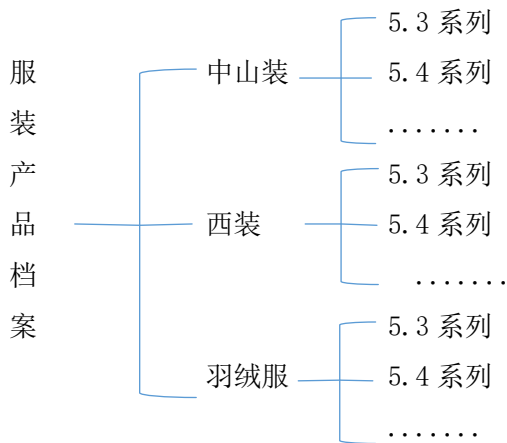 服装产品档案
中山装
5.3 系列
5.4 系列
.......
西装
5.3 系列
5.4 系列
.......
羽绒服
5.3 系列
5.4 系列
.......